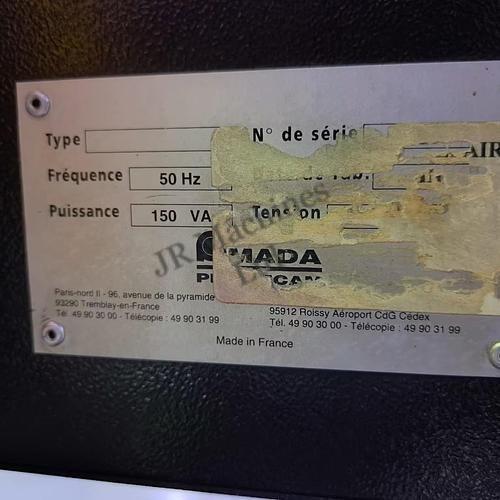 Type
N° de série
AIR
Fréquence 50 Hz
Puissance 150 VA
Tension
JR Machines
MADA
Paris-nord II - 96, avenue de la pyramide
93290 Tremblay-en-France
Tél. 49 90 30 00 - Télécopie : 49 90 31 99
95912 Roissy Aéroport CdG Cedex
Tél. 49 90 30 00 - Télécopie : 49 90 31 99
Made in France